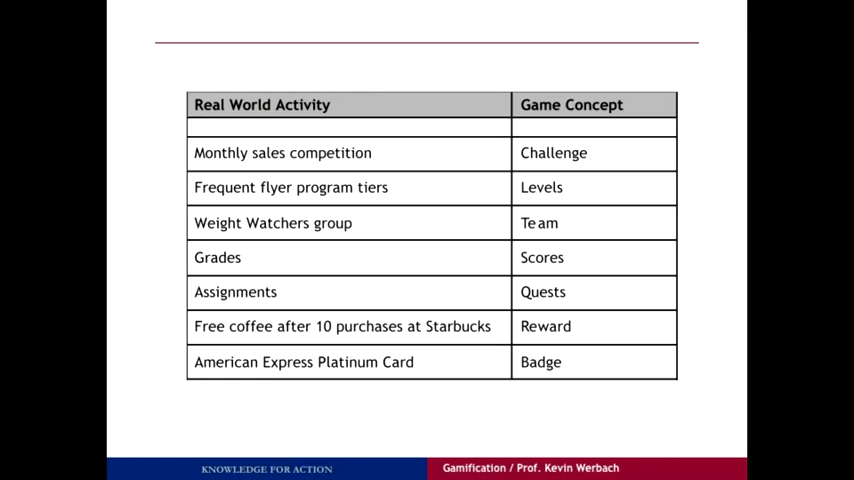 Real World Activity Game Concept
Monthly sales competition Challenge
Frequent flyer program tiers Levels
Weight Watchers group Team
Grades Scores
Assignments Quests
Free coffee after 10 purchases at Starbucks Reward
American Express Platinum Card Badge
KNOWLEDGE FOR ACTION Gamification / Prof. Kevin Werbach